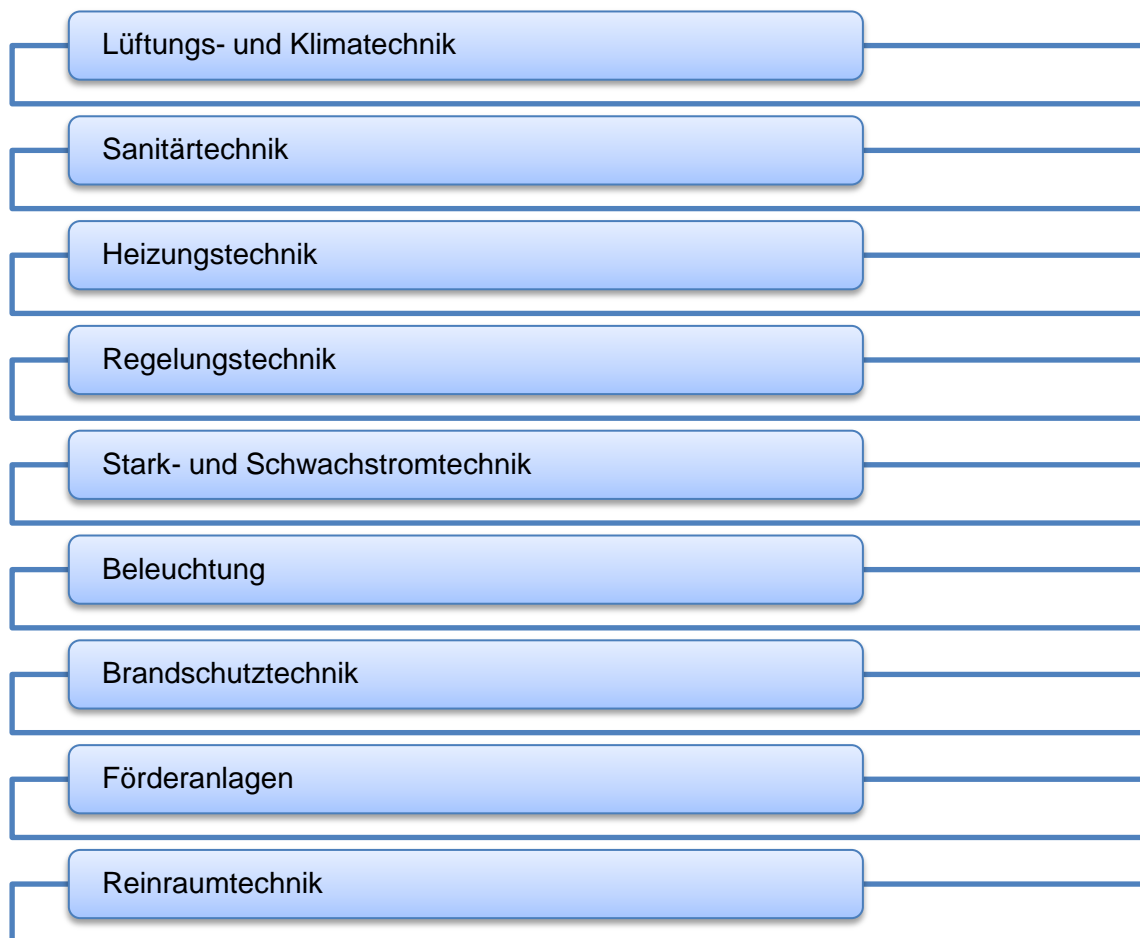 Lüftungs- und Klimatechnik
Sanitärtechnik
Heizungstechnik
Regelungstechnik
Stark- und Schwachstromtechnik
Beleuchtung
Brandschutztechnik
Förderanlagen
Reinraumtechnik